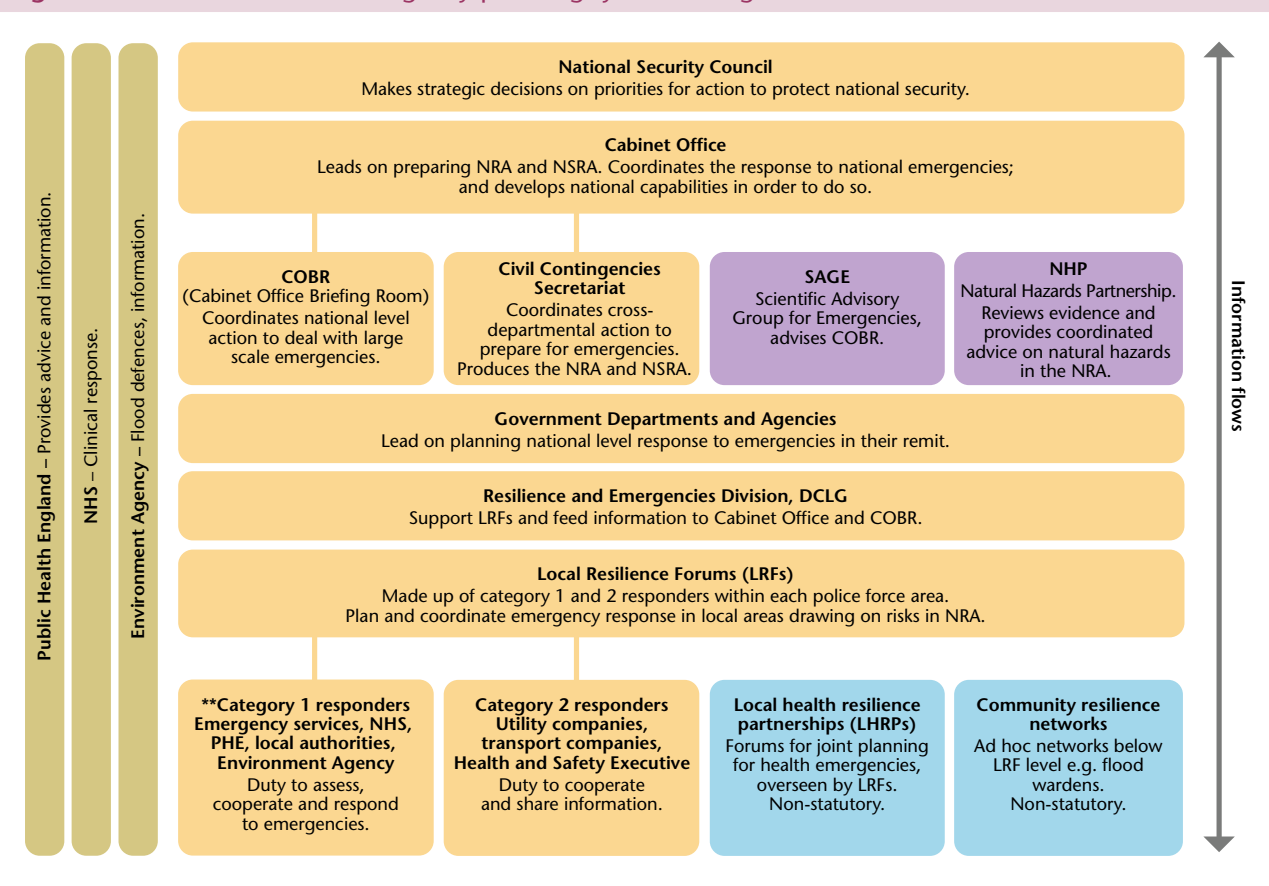 Public Health England – Provides advice and information.
NHS – Clinical response.
Environment Agency – Flood defences, information.
National Security Council
Makes strategic decisions on priorities for action to protect national security.
Cabinet Office
Leads on preparing NRA and NSRA. Coordinates the response to national emergencies;
and develops national capabilities in order to do so.
COBR
(Cabinet Office Briefing Room)
Coordinates national level
action to deal with large
scale emergencies.
Civil Contingencies
Secretariat
Coordinates cross-
departmental action to
prepare for emergencies.
Produces the NRA and NSRA.
SAGE
Scientific Advisory
Group for Emergencies,
advises COBR.
NHP
Natural Hazards Partnership.
Reviews evidence and
provides coordinated
advice on natural hazards
in the NRA.
Government Departments and Agencies
Lead on planning national level response to emergencies in their remit.
Resilience and Emergencies Division, DCLG
Support LRFs and feed information to Cabinet Office and COBR.
Local Resilience Forums (LRFs)
Made up of category 1 and 2 responders within each police force area.
Plan and coordinate emergency response in local areas drawing on risks in NRA.
**Category 1 responders
Emergency services, NHS,
PHE, local authorities,
Environment Agency
Duty to assess,
cooperate and respond
to emergencies.
Category 2 responders
Utility companies,
transport companies,
Health and Safety Executive
Duty to cooperate
and share information.
Local health resilience
partnerships (LHRPs)
Forums for joint planning
for health emergencies,
overseen by LRFs.
Non-statutory.
Community resilience
networks
Ad hoc networks below
LRF level e.g. flood
wardens.
Non-statutory.
Information flows